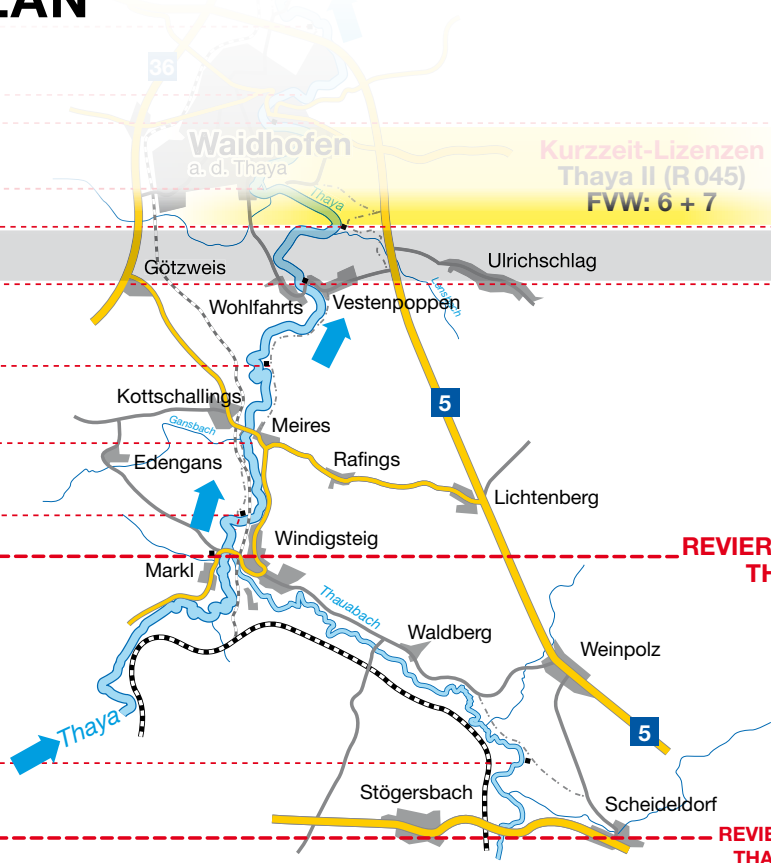 LAN
36
Waidhofen
a. d. Thaya
Kurzzeit-Lizenzen
Thaya II (R 045)
FVW: 6 + 7
Thaya
Götzweis
Ulrichschlag
Wohlfahrts
Vestenpoppen
Kottschallings
5
Gansbach
Meires
Edengans
Rafings
Lichtenberg
Windigsteig
REVIER
TH
Markl
Thauabach
Waldberg
Weinpolz
Thaya
5
Stögersbach
Scheideldorf
REVIE
THA